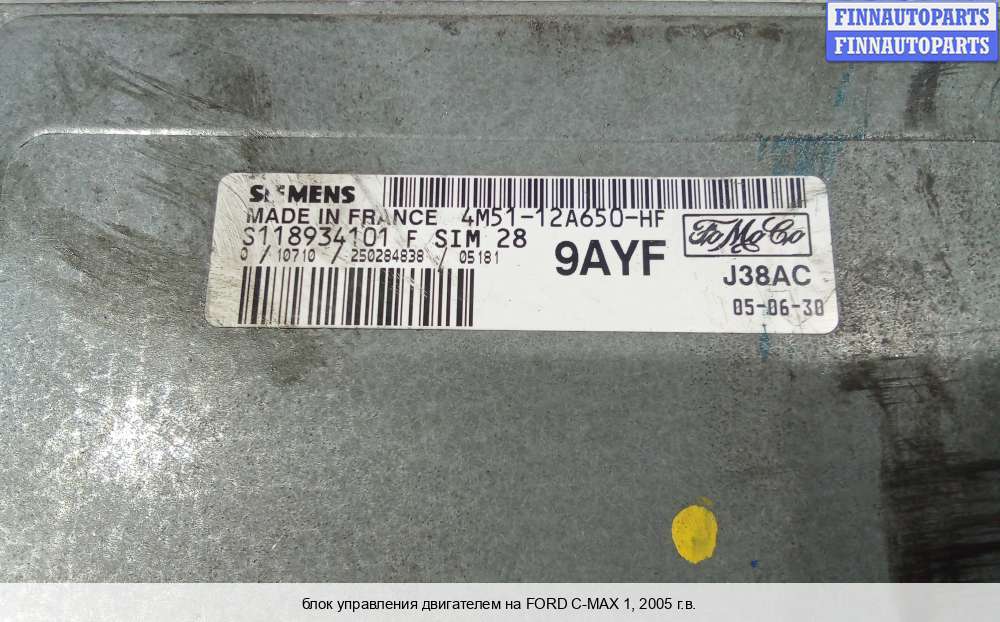 FINNAUTOPARTS
FINNAUTOPARTS
SIEMENS
MADE IN FRANCE 4M51-12A650-HF
S118934101 F SIM 28
0 / 10710 / 250284838 / 05181
9AYF
FoMoCo
J38AC
05-06-30
блок управления двигателем на FORD C-MAX 1, 2005 г.в.